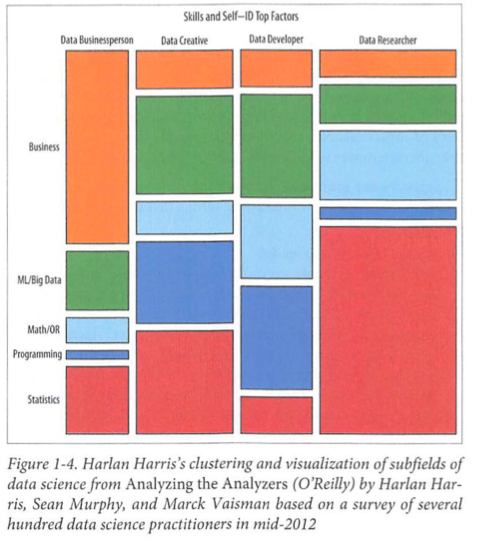 Skills and Self–ID Top Factors
Data Businessperson Data Creative Data Developer Data Researcher
Business
ML/Big Data
Math/OR
Programming
Statistics
Figure 1-4. Harlan Harris's clustering and visualization of subfields of
data science from Analyzing the Analyzers (O'Reilly) by Harlan Har-
ris, Sean Murphy, and Marck Vaisman based on a survey of several
hundred data science practitioners in mid-2012